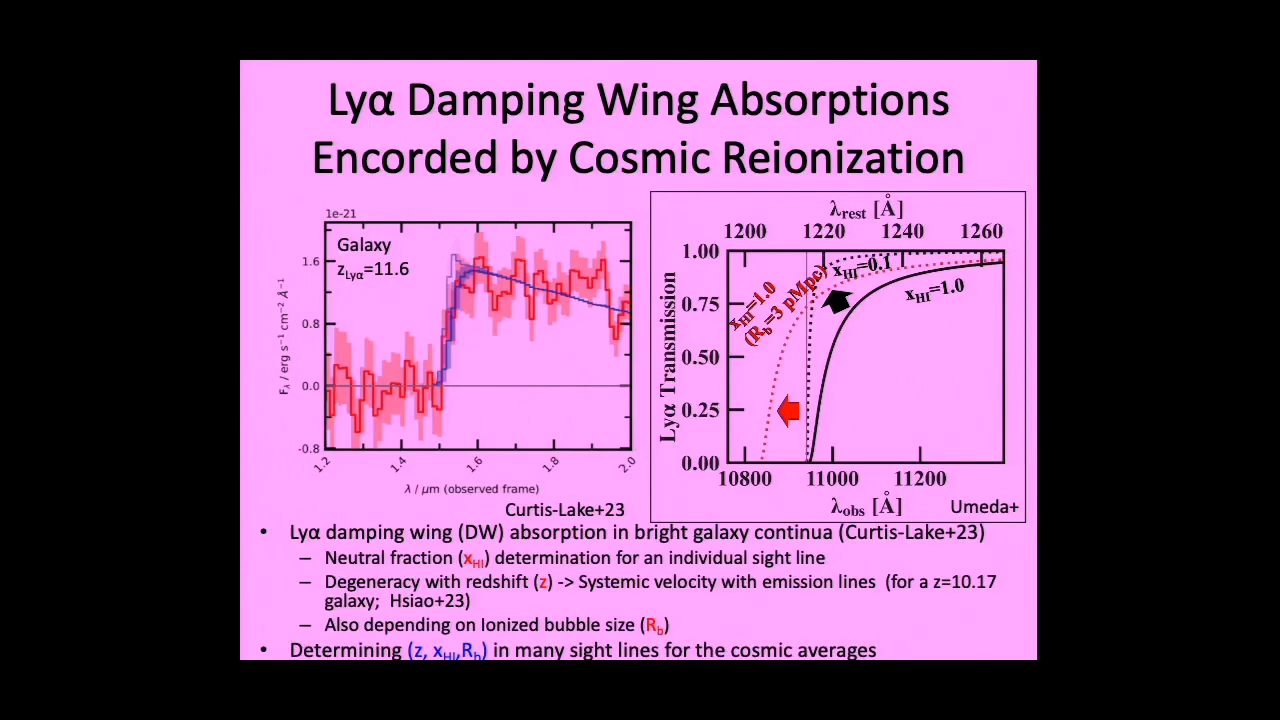 Lyα Damping Wing Absorptions
Encorded by Cosmic Reionization
1e-21
Galaxy
zLyα=11.6
1.6
0.8
0.0
-0.8
Fλ / erg s⁻¹ cm⁻² Å⁻¹
1.2
1.4
1.6
1.8
2.0
λ / μm (observed frame)
Curtis-Lake+23
λrest [Å]
1200 1220 1240 1260
1.00
0.75
0.50
0.25
0.00
Lyα Transmission
xHI=1.0
(Rb=3 pMpc)
xHI=0.1
xHI=1.0
10800 11000 11200
λobs [Å]
Umeda+
• Lyα damping wing (DW) absorption in bright galaxy continua (Curtis-Lake+23)
– Neutral fraction (xHI) determination for an individual sight line
– Degeneracy with redshift (z) -> Systemic velocity with emission lines (for a z=10.17
galaxy; Hsiao+23)
– Also depending on Ionized bubble size (Rb)
• Determining (z, xHI,Rb) in many sight lines for the cosmic averages